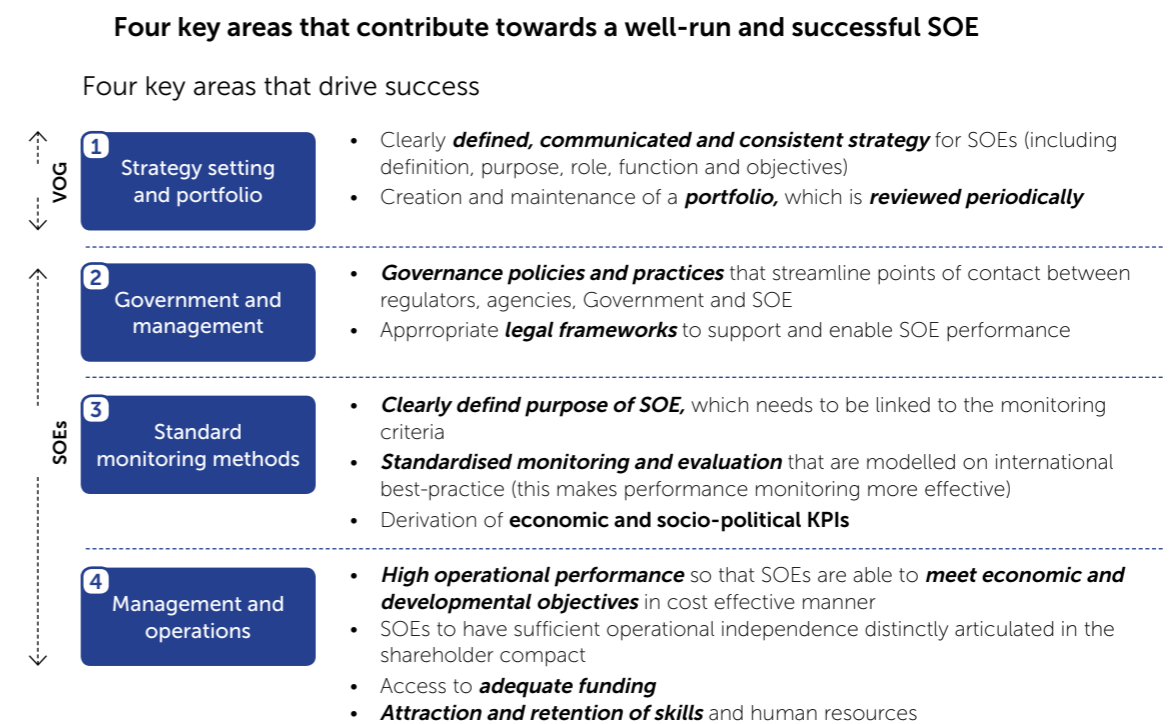 Four key areas that contribute towards a well-run and successful SOE
Four key areas that drive success
VOG
1
Strategy setting
and portfolio
• Clearly defined, communicated and consistent strategy for SOEs (including
definition, purpose, role, function and objectives)
• Creation and maintenance of a portfolio, which is reviewed periodically
SOEs
2
Government and
management
• Governance policies and practices that streamline points of contact between
regulators, agencies, Government and SOE
• Apprropriate legal frameworks to support and enable SOE performance
3
Standard
monitoring methods
• Clearly defind purpose of SOE, which needs to be linked to the monitoring
criteria
• Standardised monitoring and evaluation that are modelled on international
best-practice (this makes performance monitoring more effective)
• Derivation of economic and socio-political KPIs
4
Management and
operations
• High operational performance so that SOEs are able to meet economic and
developmental objectives in cost effective manner
• SOEs to have sufficient operational independence distinctly articulated in the
shareholder compact
• Access to adequate funding
• Attraction and retention of skills and human resources